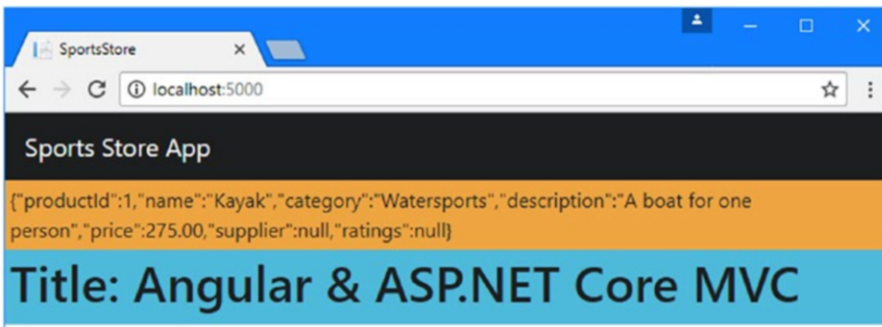 SportsStore
localhost:5000
Sports Store App
{"productId":1,"name":"Kayak","category":"Watersports","description":"A boat for one
person","price":275.00,"supplier":null,"ratings":null}
Title: Angular & ASP.NET Core MVC